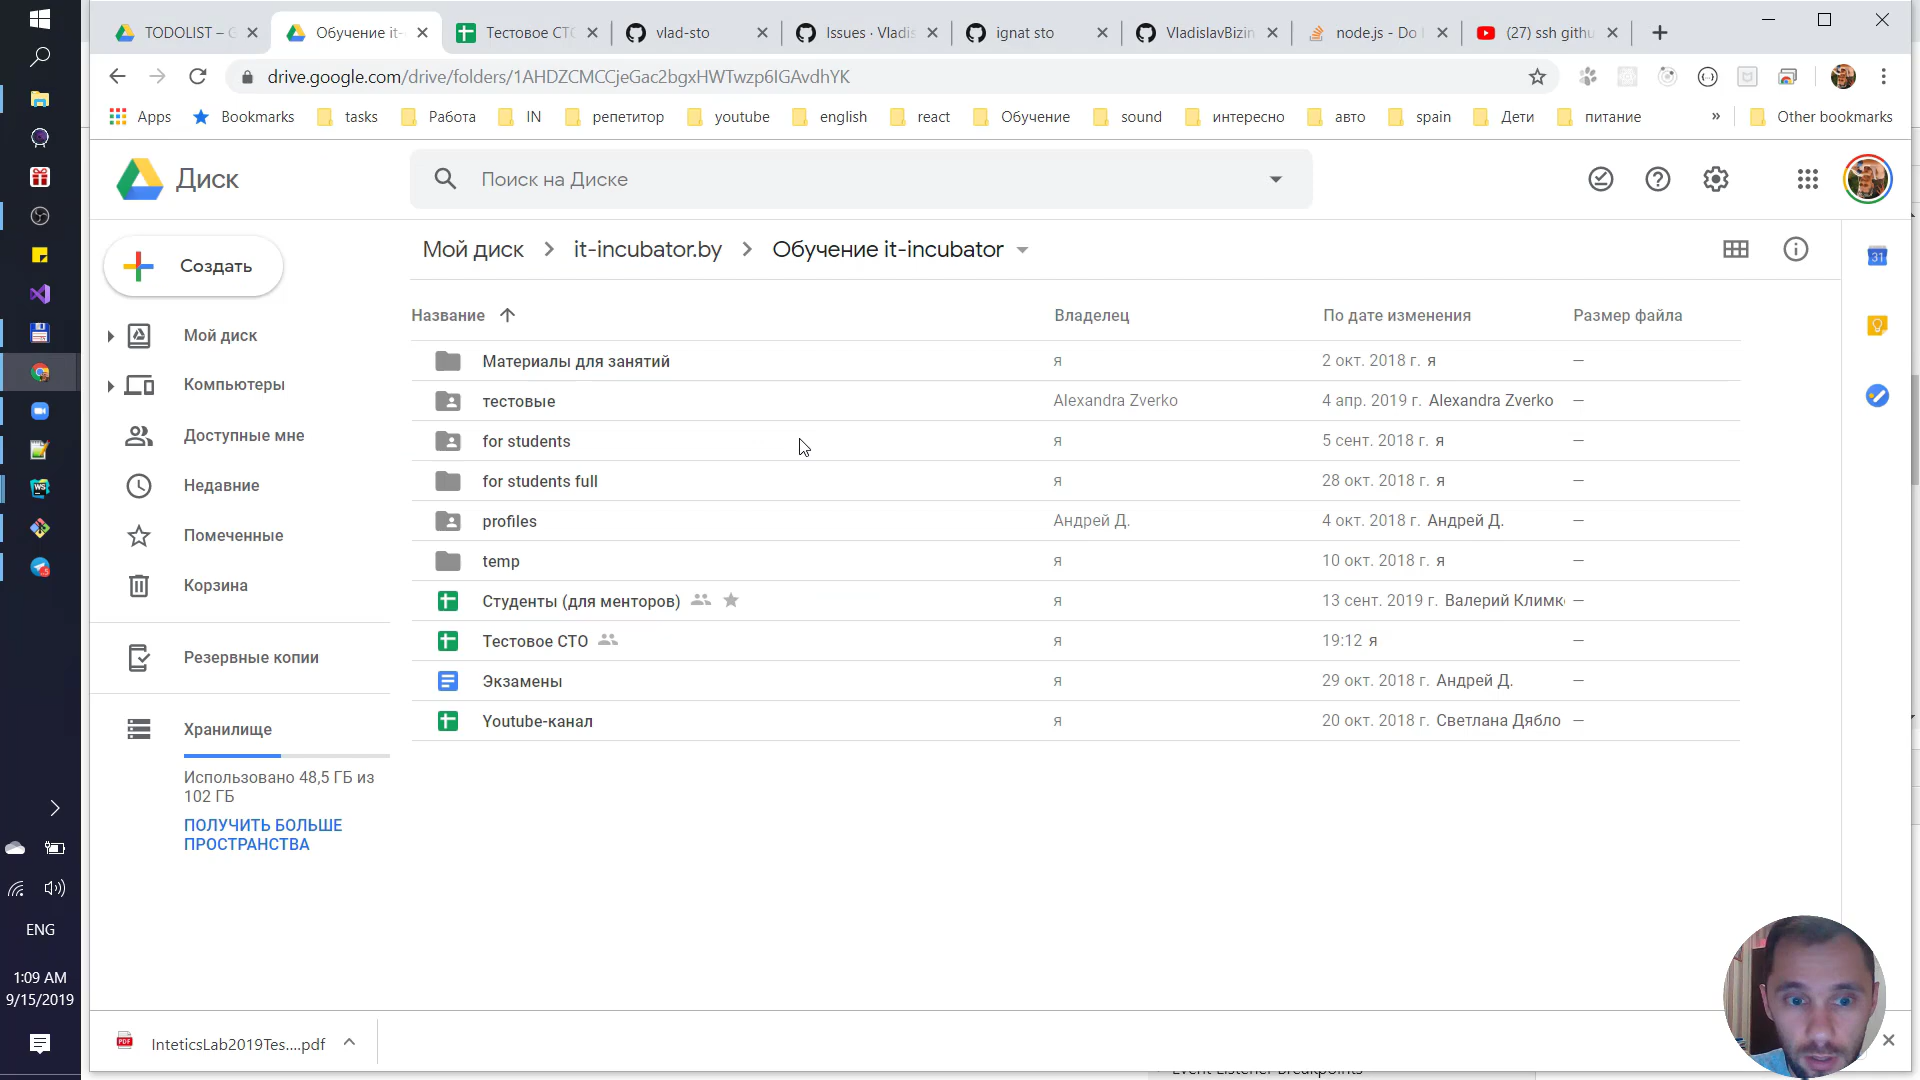 TODOLIST – G
Обучение it-
Тестовое СТО
vlad-sto
Issues · Vladis
ignat sto
VladislavBizin
node.js - Do I
(27) ssh githu
drive.google.com/drive/folders/1AHDZCMCCjeGac2bgxHWTwzp6IGAvdhYK
Apps
Bookmarks
tasks
Работа
IN
репетитор
youtube
english
react
Обучение
sound
интересно
авто
spain
Дети
питание
»
Other bookmarks
Диск
Поиск на Диске
Создать
Мой диск
it-incubator.by
Обучение it-incubator
31
Название
Владелец
По дате изменения
Размер файла
Материалы для занятий я 2 окт. 2018 г. я —
тестовые Alexandra Zverko 4 апр. 2019 г. Alexandra Zverko —
for students я 5 сент. 2018 г. я —
for students full я 28 окт. 2018 г. я —
profiles Андрей Д. 4 окт. 2018 г. Андрей Д. —
temp я 10 окт. 2018 г. я —
Студенты (для менторов) я 13 сент. 2019 г. Валерий Климк —
Тестовое СТО я 19:12 я —
Экзамены я 29 окт. 2018 г. Андрей Д. —
Youtube-канал я 20 окт. 2018 г. Светлана Дябло —
Мой диск
Компьютеры
Доступные мне
Недавние
Помеченные
Корзина
Резервные копии
Хранилище
Использовано 48,5 ГБ из
102 ГБ
ПОЛУЧИТЬ БОЛЬШЕ
ПРОСТРАНСТВА
ENG
1:09 AM
9/15/2019
PDF
InteticsLab2019Tes....pdf